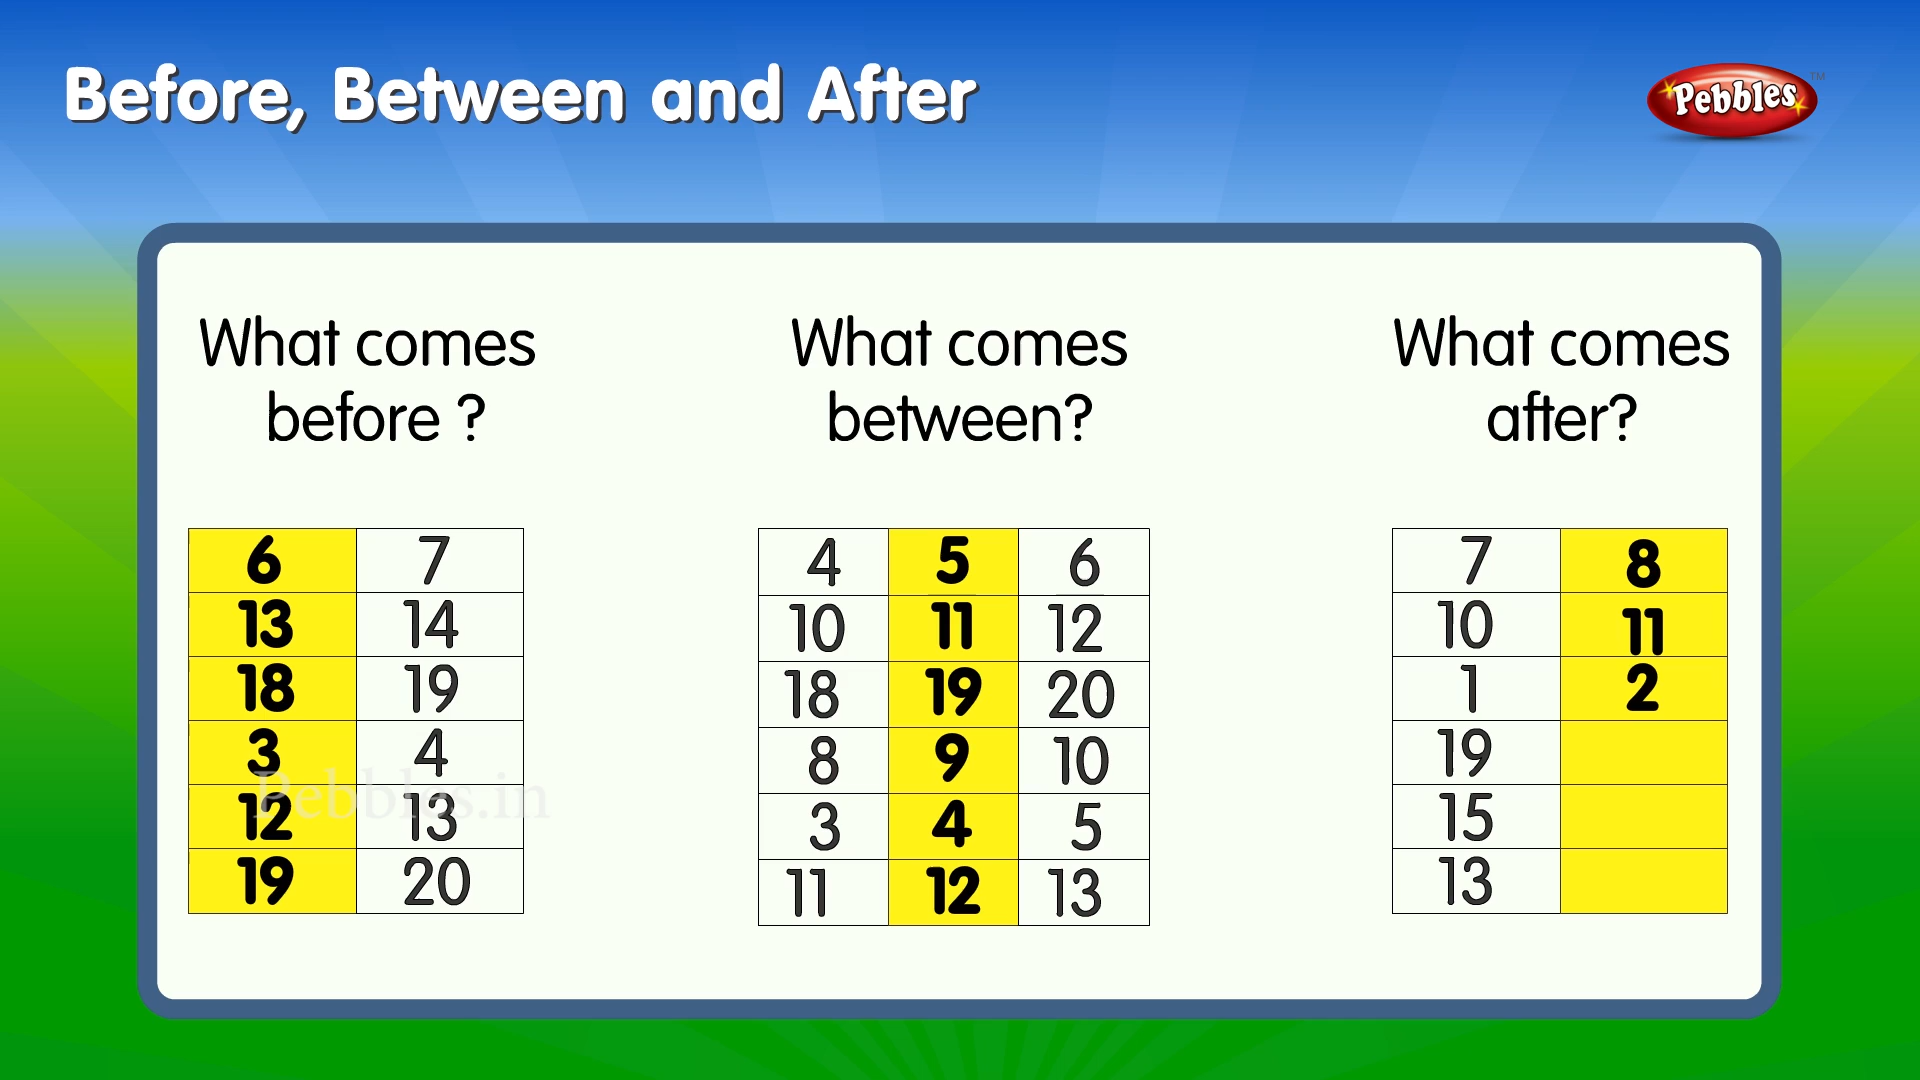 Before, Between and After
Pebbles™
What comes
before ?
6 7
13 14
18 19
3 4
12 13
19 20
What comes
between?
4 5 6
10 11 12
18 19 20
8 9 10
3 4 5
11 12 13
What comes
after?
7 8
10 11
1 2
19
15
13
Pebbles.in